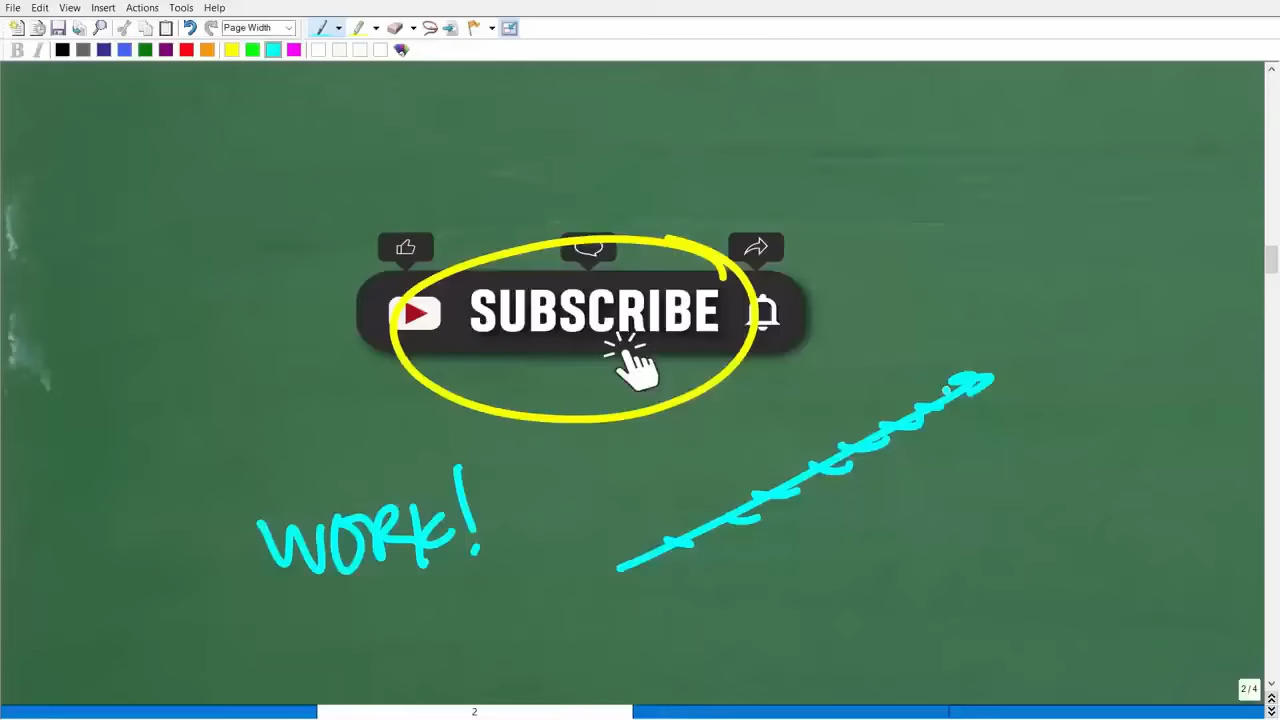 File Edit View Insert Actions Tools Help
Page Width
B I
SUBSCRIBE
WORK!
2/4
2